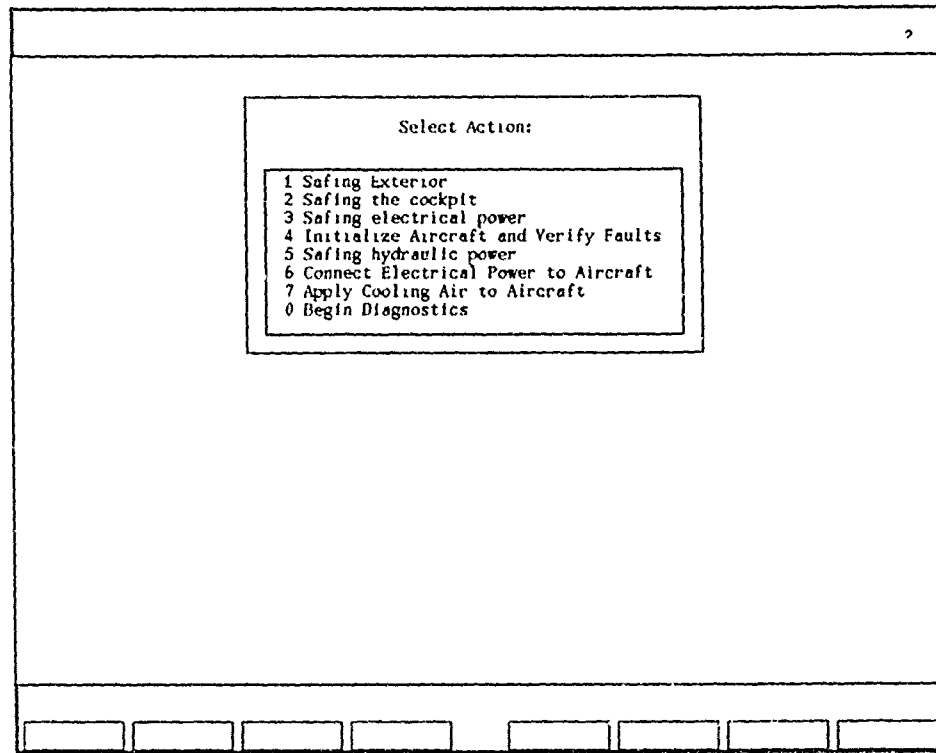 ?
Select Action:
1 Safing Exterior
2 Safing the cockpit
3 Safing electrical power
4 Initialize Aircraft and Verify Faults
5 Safing hydraulic power
6 Connect Electrical Power to Aircraft
7 Apply Cooling Air to Aircraft
0 Begin Diagnostics